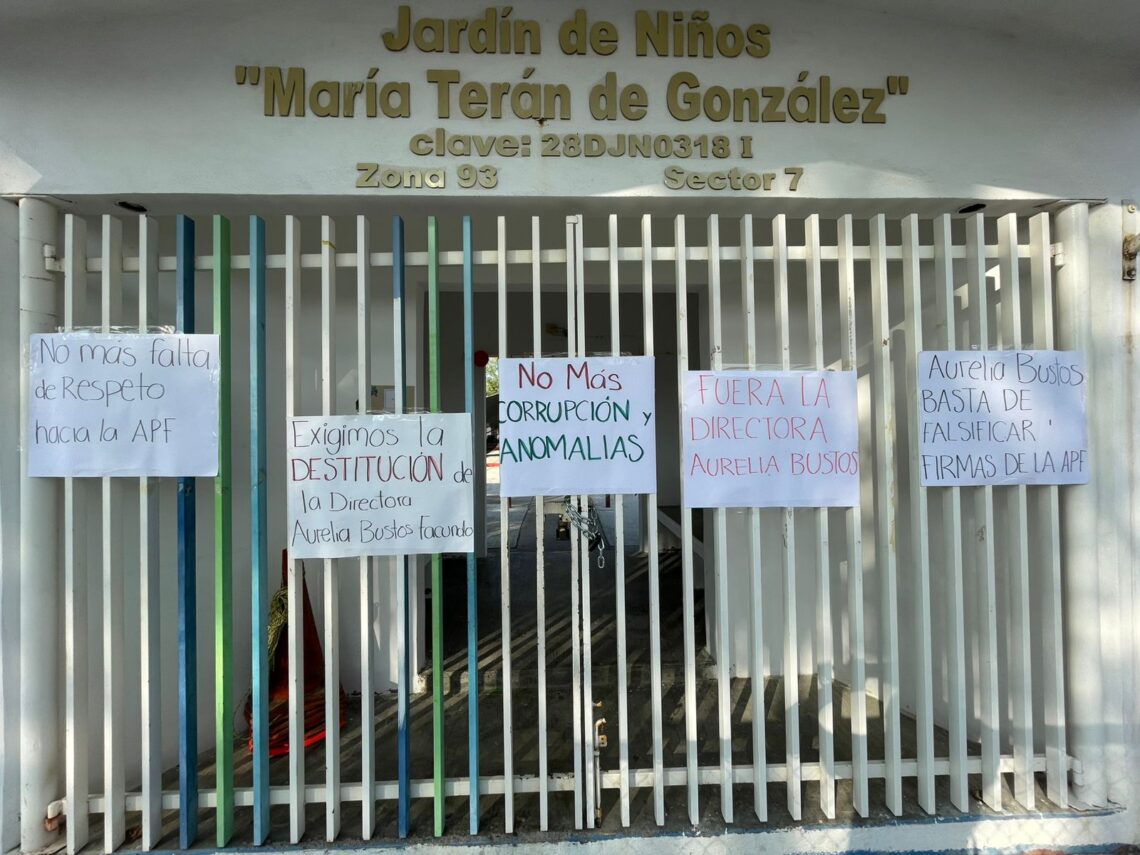 Jardín de Niños
"María Terán de González"
clave: 28DJN0318 I
Zona 93 Sector 7
No mas falta
de Respeto
hacia la APF
Exigimos la
DESTITUCIÓN de
la Directora
Aurelia Bustos Facundo
No Más
CORRUPCIÓN y
ANOMALIAS
FUERA LA
DIRECTORA
AURELIA BUSTOS
Aurelia Bustos
BASTA DE
FALSIFICAR
FIRMAS DE LA APF